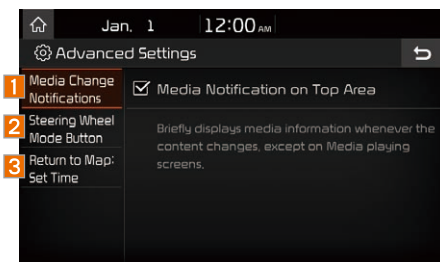 Jan. 1 12:00 AM
Advanced Settings
1 Media Change
Notifications
Media Notification on Top Area
2 Steering Wheel
Mode Button
3 Return to Map:
Set Time
Briefly displays media information whenever the
content changes, except on Media playing
screens.